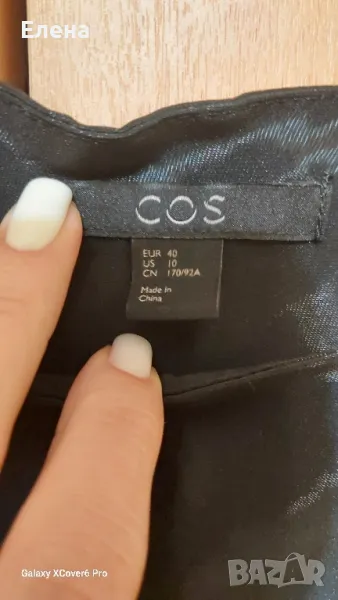 Елена
COS
EUR 40
US 10
CN 170/92A
Made in
China
Galaxy XCover6 Pro
BAZAR